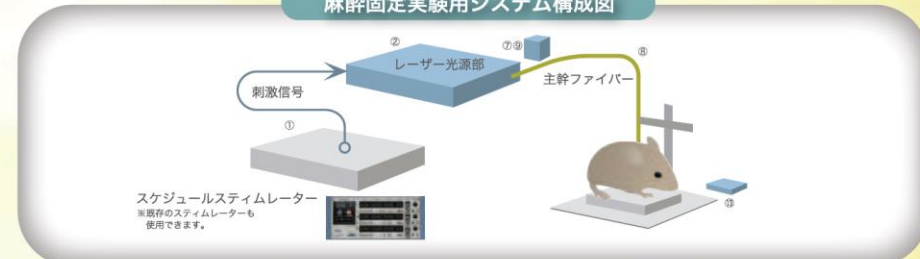 麻酔固定実験用システム構成図
②
⑦⑨
⑧
レーザー光源部
主幹ファイバー
刺激信号
①
スケジュールスティムレーター
※既存のスティムレーターも
使用できます。
⑬